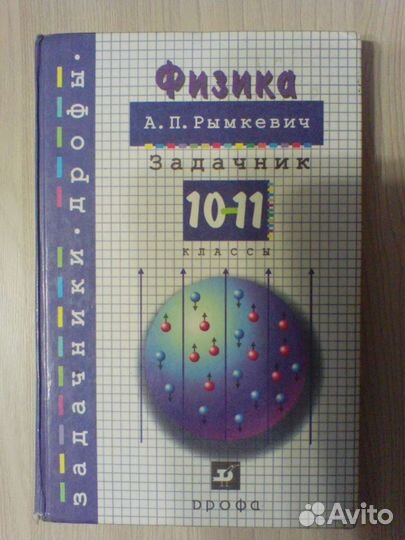 Физика
А.П.Рымкевич
Задачник
10-11
классы
дрофа
задачники.дрофы.
Avito